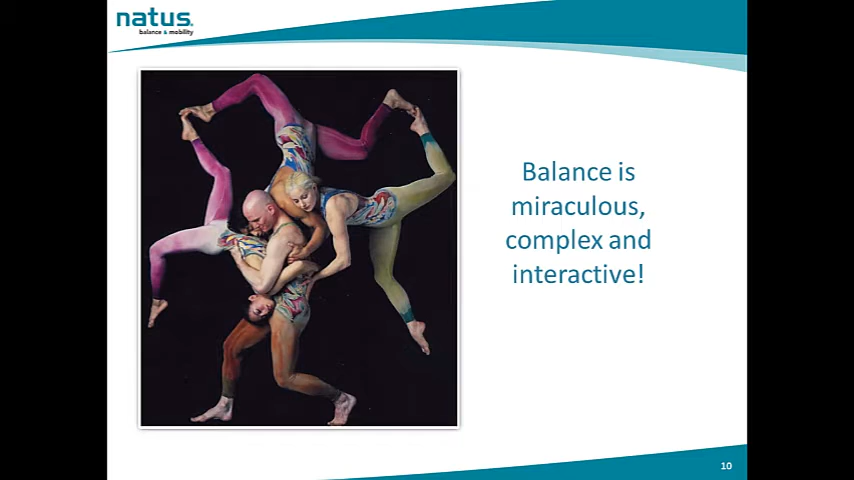 natus.
balance & mobility
Balance is
miraculous,
complex and
interactive!
10